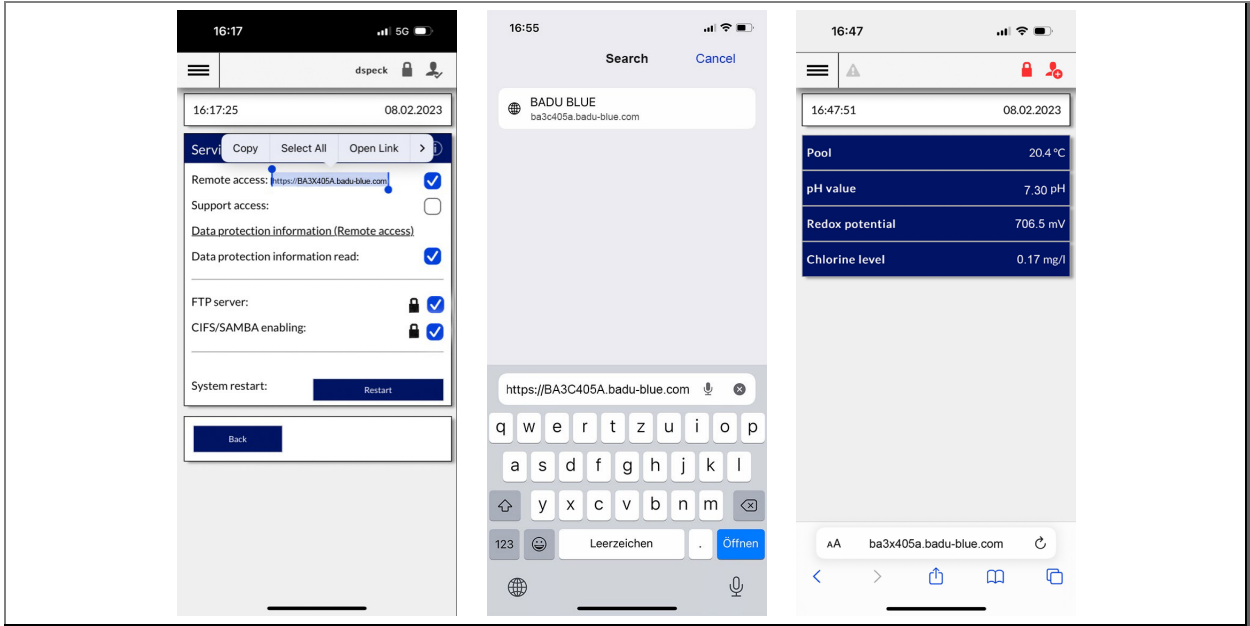 16:17
5G
dspeck
16:17:25 08.02.2023
Servi
Copy Select All Open Link >
Remote access: https://BA3X405A.badu-blue.com
Support access:
Data protection information (Remote access)
Data protection information read:
FTP server:
CIFS/SAMBA enabling:
System restart: Restart
Back
16:55
Search Cancel
BADU BLUE
ba3c405a.badu-blue.com
https://BA3C405A.badu-blue.com
q w e r t z u i o p
a s d f g h j k l
y x c v b n m
123 Leerzeichen . Öffnen
16:47
16:47:51 08.02.2023
Pool 20.4 °C
pH value 7.30 pH
Redox potential 706.5 mV
Chlorine level 0.17 mg/l
AA ba3x405a.badu-blue.com